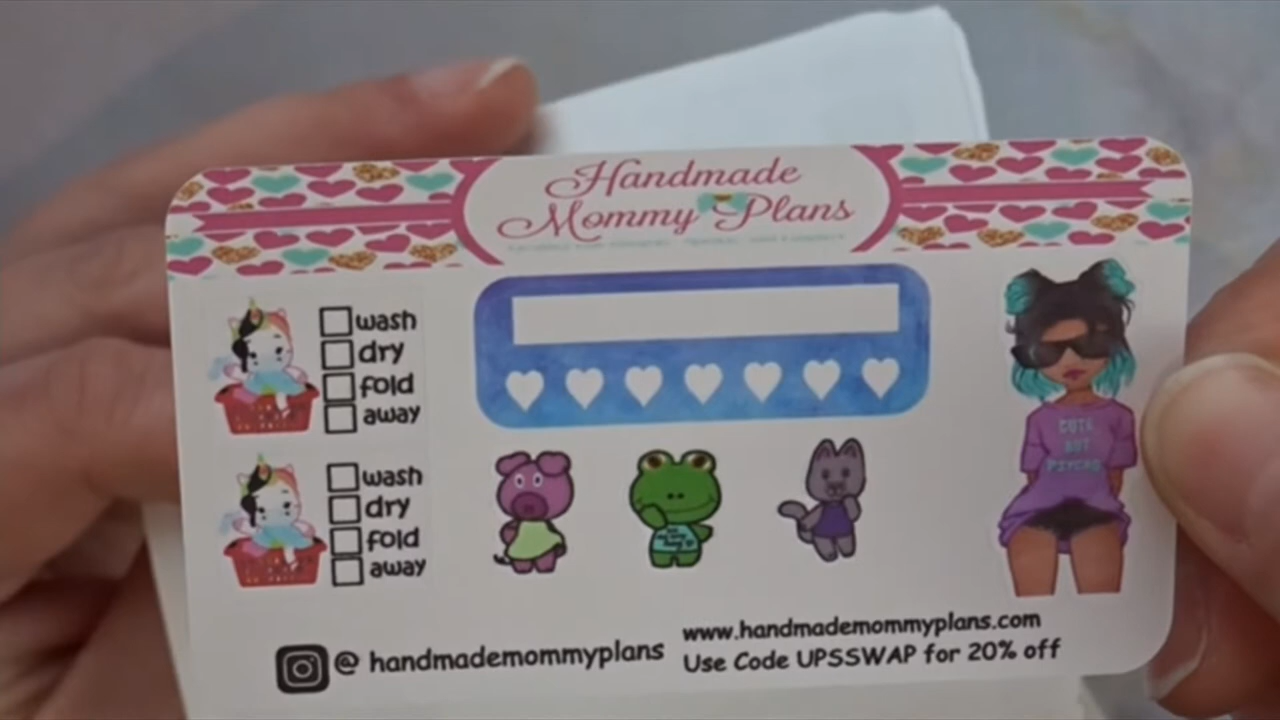 Handmade
Mommy Plans
wash
dry
fold
away
wash
dry
fold
away
CUTE
BUT
PSYCHO
@ handmademommyplans
www.handmademommyplans.com
Use Code UPSSWAP for 20% off